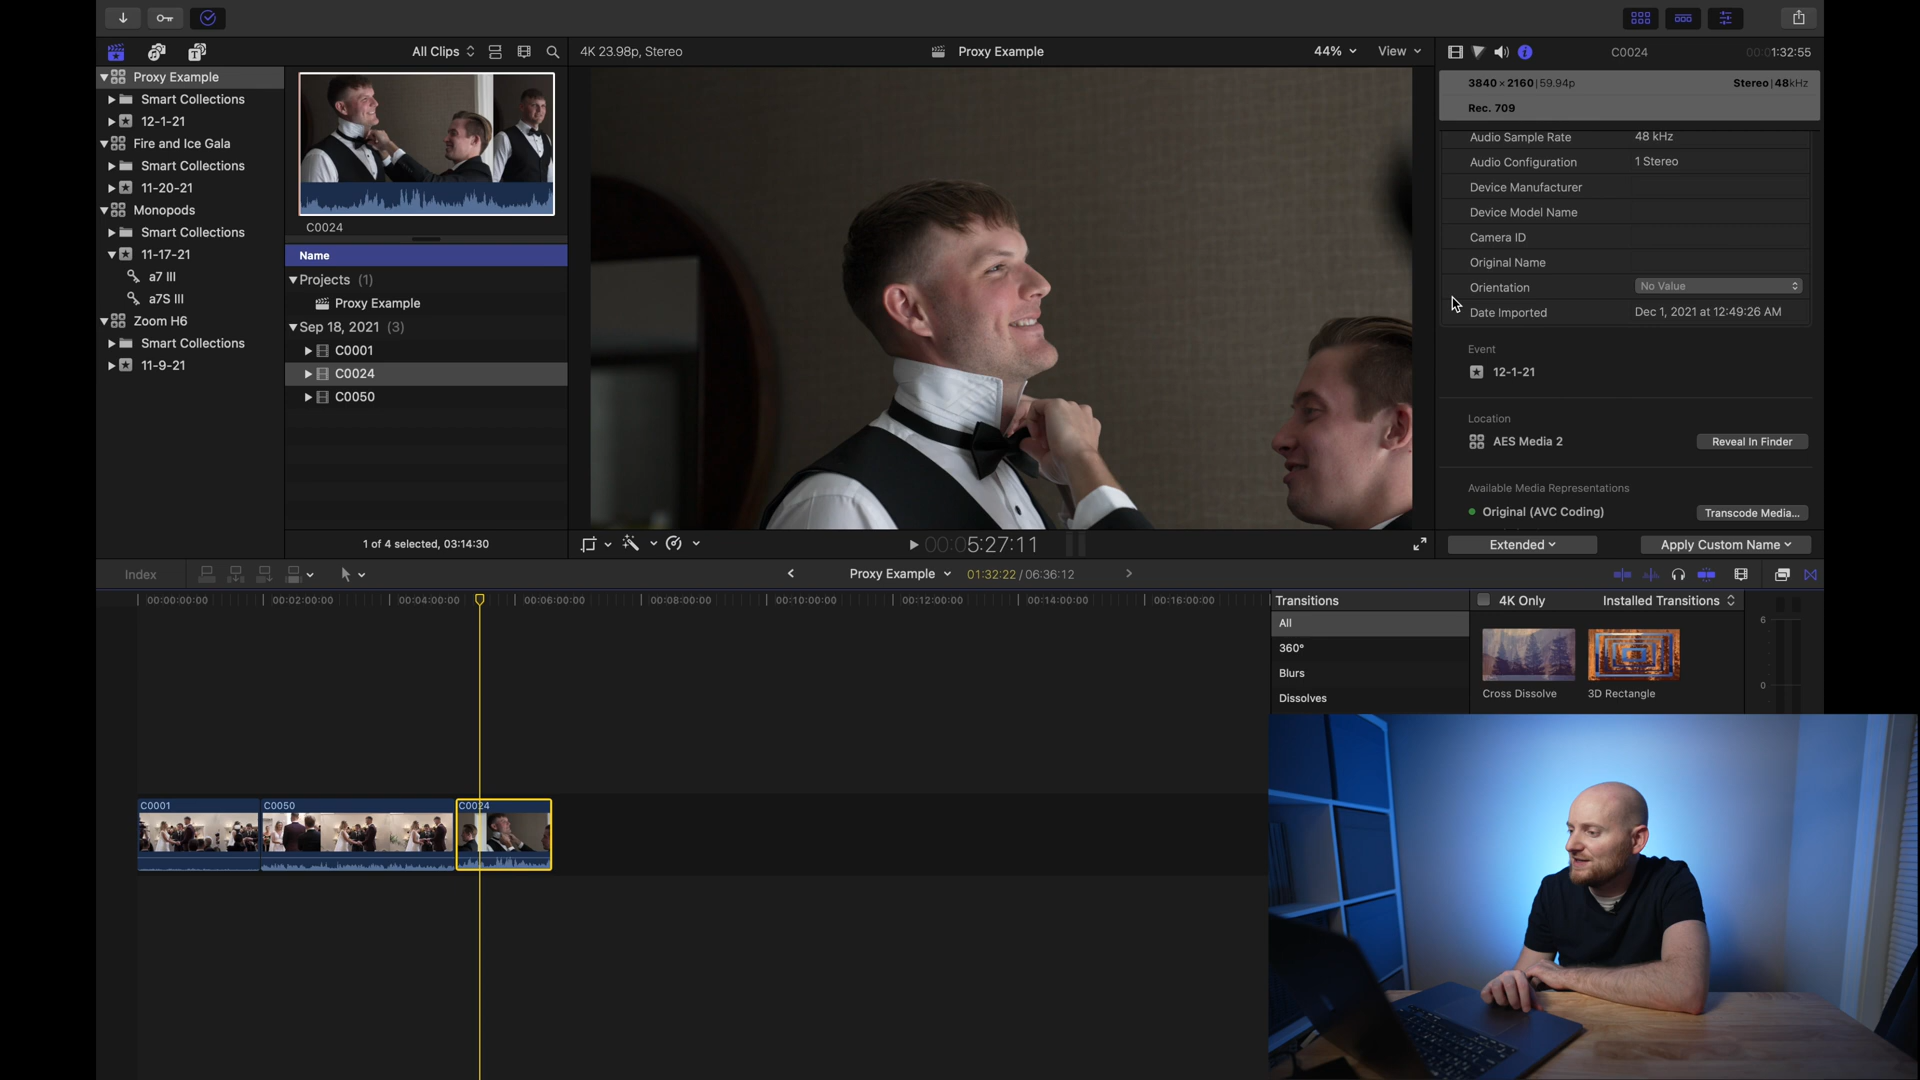 All Clips
4K 23.98p, Stereo
Proxy Example
44%
View
C0024
00:01:32:55
Proxy Example
Smart Collections
12-1-21
Fire and Ice Gala
Smart Collections
11-20-21
Monopods
Smart Collections
11-17-21
a7 III
a7S III
Zoom H6
Smart Collections
11-9-21
C0024
Name
Projects (1)
Proxy Example
Sep 18, 2021 (3)
C0001
C0024
C0050
1 of 4 selected, 03:14:30
00:05:27:11
3840 × 2160 | 59.94p
Stereo | 48kHz
Rec. 709
Audio Sample Rate 48 kHz
Audio Configuration 1 Stereo
Device Manufacturer
Device Model Name
Camera ID
Original Name
Orientation No Value
Date Imported Dec 1, 2021 at 12:49:26 AM
Event
12-1-21
Location
AES Media 2
Reveal In Finder
Available Media Representations
Original (AVC Coding)
Transcode Media...
Extended
Apply Custom Name
Index
Proxy Example
01:32:22 / 06:36:12
00:00:00:00
00:02:00:00
00:04:00:00
00:06:00:00
00:08:00:00
00:10:00:00
00:12:00:00
00:14:00:00
00:16:00:00
Transitions
4K Only
Installed Transitions
All
360°
Blurs
Dissolves
Cross Dissolve
3D Rectangle
6
0
C0001
C0050
C0024